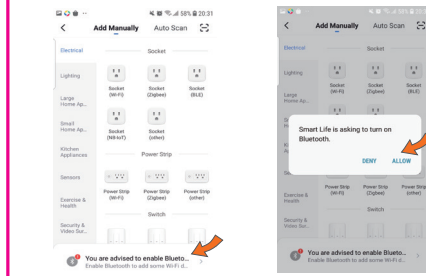 58% 20:31
Add Manually Auto Scan
Electrical
Socket
Lighting
Socket
(Wi-Fi)
Socket
(Zigbee)
Socket
(BLE)
Large
Home Ap...
Small
Home Ap...
Socket
(NB-IoT)
Socket
(other)
Kitchen
Appliances
Power Strip
Sensors
Power Strip
(Wi-Fi)
Power Strip
(Zigbee)
Power Strip
(other)
Exercise &
Health
Switch
Security &
Video Sur...
You are advised to enable Blueto...
Enable Bluetooth to add some Wi-Fi d...
58%
Add Manually Auto Scan
Electrical
Socket
Lighting
Socket
(Wi-Fi)
Socket
(Zigbee)
Socket
(BLE)
Large
Home Ap...
Smart Life is asking to turn on
Bluetooth.
DENY ALLOW
Power Strip
(Wi-Fi)
Power Strip
(Zigbee)
Power Strip
(other)
Exercise &
Health
Switch
Security &
Video Sur...
You are advised to enable Blueto...
Enable Bluetooth to add some Wi-Fi d...